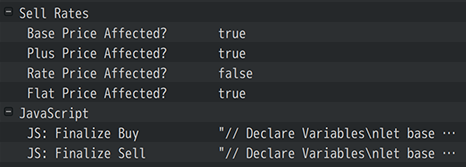 Sell Rates
Base Price Affected? true
Plus Price Affected? true
Rate Price Affected? false
Flat Price Affected? true
JavaScript
JS: Finalize Buy "// Declare Variables\nlet base ···
JS: Finalize Sell "// Declare Variables\nlet base ···